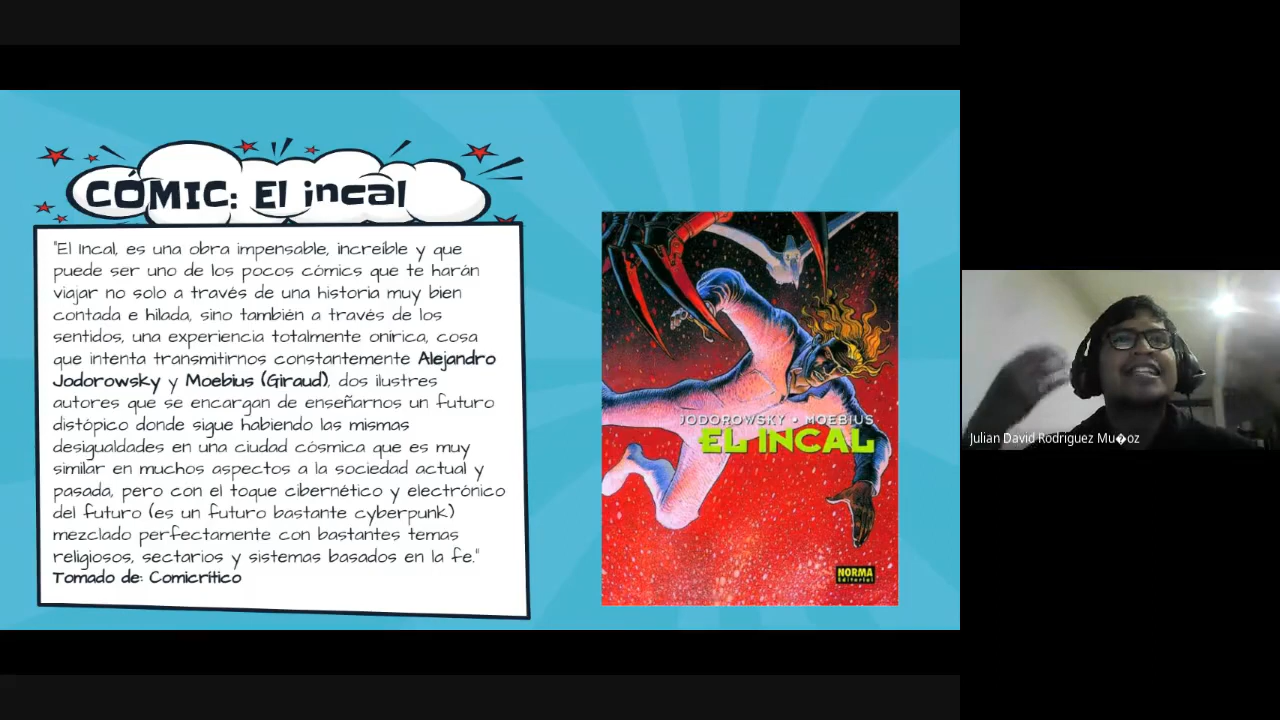 CÓMIC: El incal
"El Incal, es una obra impensable, increíble y que
puede ser uno de los pocos cómics que te harán
viajar no solo a través de una historia muy bien
contada e hilada, sino también a través de los
sentidos, una experiencia totalmente onírica, cosa
que intenta transmitirnos constantemente Alejandro
Jodorowsky y Moebius (Giraud), dos ilustres
autores que se encargan de enseñarnos un futuro
distópico donde sigue habiendo las mismas
desigualdades en una ciudad cósmica que es muy
similar en muchos aspectos a la sociedad actual y
pasada, pero con el toque cibernético y electrónico
del futuro (es un futuro bastante cyberpunk)
mezclado perfectamente con bastantes temas
religiosos, sectarios y sistemas basados en la fe."
Tomado de: Comicrítico
JODOROWSKY • MOEBIUS
EL INCAL
NORMA
Editorial
Julian David Rodriguez Mu�oz